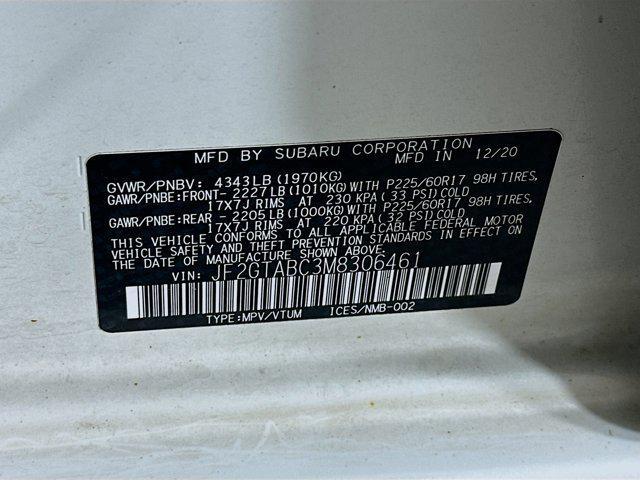 MFD BY SUBARU CORPORATION
MFD IN 12/20
GVWR/PNBV: 4343LB (1970KG)
GAWR/PNBE:FRONT-2227LB(1010KG)WITH P225/60R17 98H TIRES,
17X7J RIMS AT 230 KPA (33 PSI)COLD
GAWR/PNBE:REAR -2205LB(1000KG)WITH P225/60R17 98H TIRES,
17X7J RIMS AT 220 KPA (32 PSI)COLD
THIS VEHICLE CONFORMS TO ALL APPLICABLE FEDERAL MOTOR
VEHICLE SAFETY AND THEFT PREVENTION STANDARDS IN EFFECT ON
THE DATE OF MANUFACTURE SHOWN ABOVE.
VIN: JF2GTABC3M8306461
TYPE:MPV/VTUM ICES/NMB-002